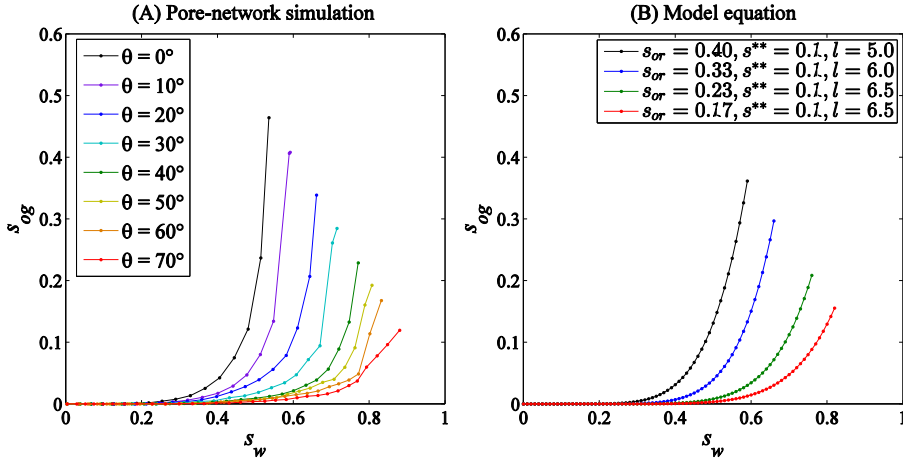 (A) Pore-network simulation
0.6
0.5
0.4
0.3
0.2
0.1
0
s_og
θ = 0°
θ = 10°
θ = 20°
θ = 30°
θ = 40°
θ = 50°
θ = 60°
θ = 70°
0 0.2 0.4 0.6 0.8 1
s_w
(B) Model equation
0.6
0.5
0.4
0.3
0.2
0.1
0
s_og
s_or = 0.40, s** = 0.1, l = 5.0
s_or = 0.33, s** = 0.1, l = 6.0
s_or = 0.23, s** = 0.1, l = 6.5
s_or = 0.17, s** = 0.1, l = 6.5
0 0.2 0.4 0.6 0.8 1
s_w